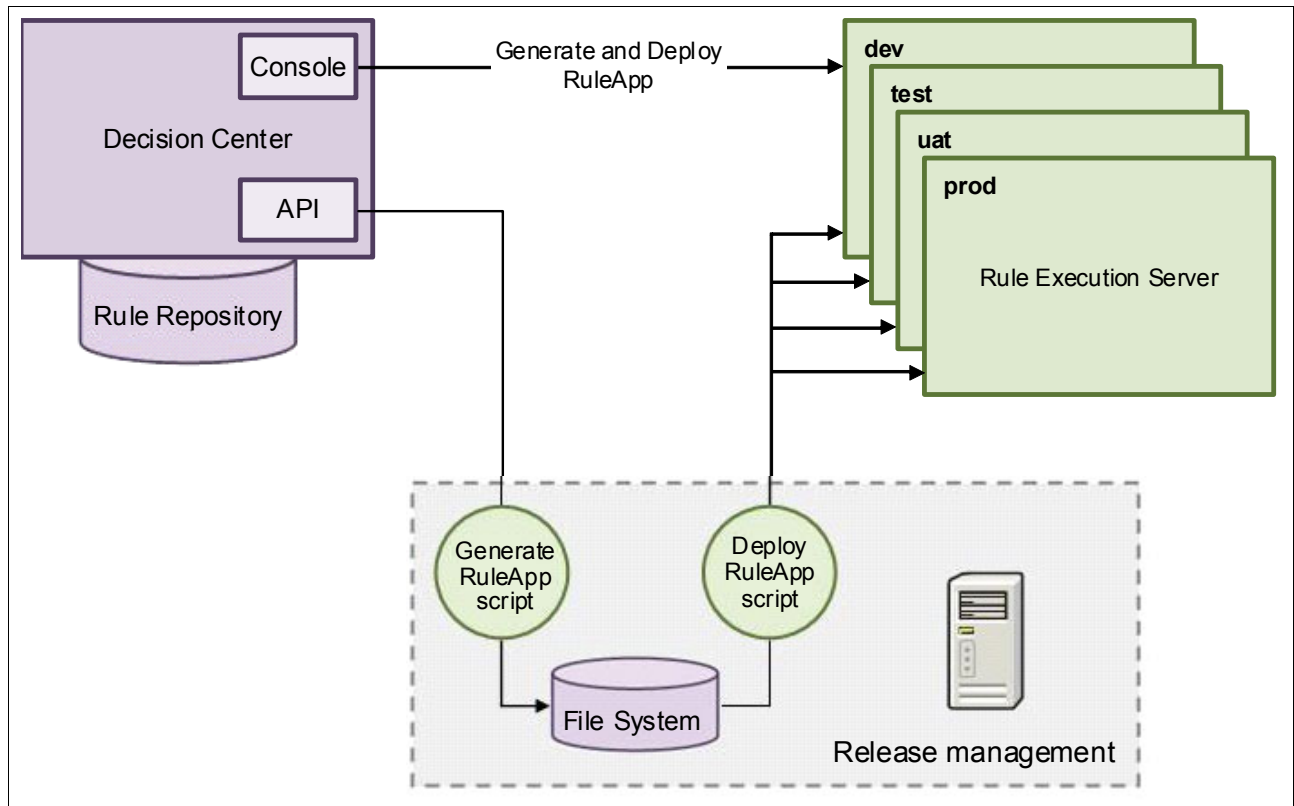 Console
Decision Center
API
Rule Repository
Generate and Deploy
RuleApp
dev
test
uat
prod
Rule Execution Server
Generate
RuleApp
script
Deploy
RuleApp
script
File System
Release management